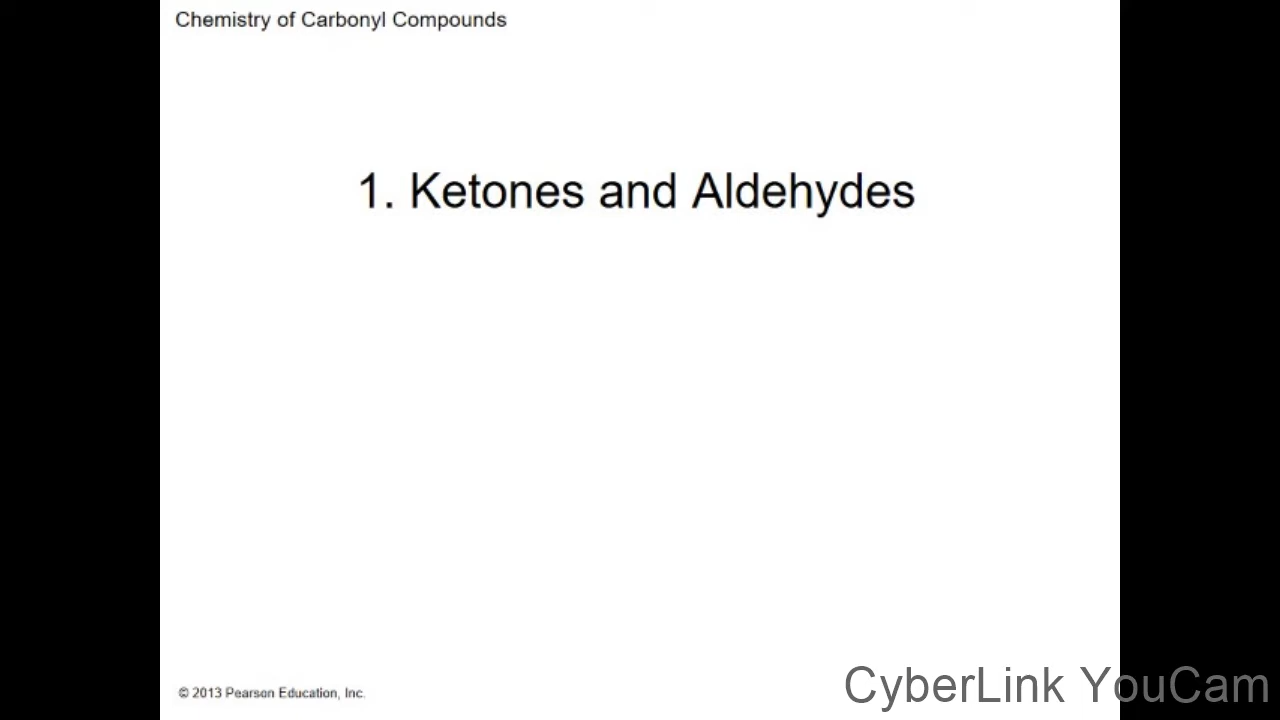 Chemistry of Carbonyl Compounds
1. Ketones and Aldehydes
© 2013 Pearson Education, Inc.
CyberLink YouCam